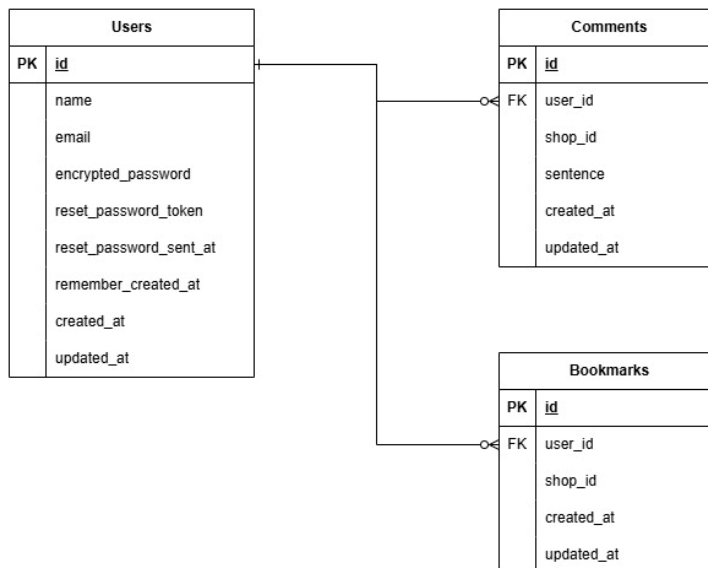 Users
PK id
name
email
encrypted_password
reset_password_token
reset_password_sent_at
remember_created_at
created_at
updated_at
Comments
PK id
FK user_id
shop_id
sentence
created_at
updated_at
Bookmarks
PK id
FK user_id
shop_id
created_at
updated_at